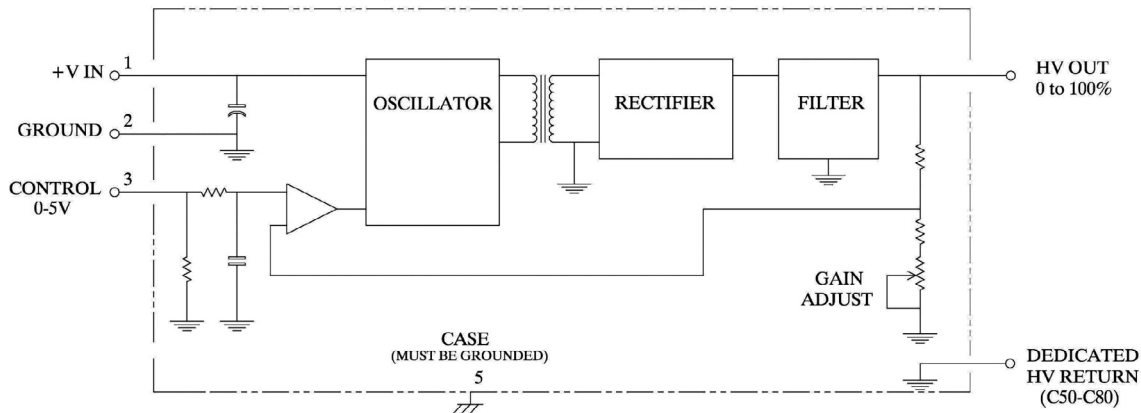 +V IN
1
GROUND
2
CONTROL
3
0-5V
OSCILLATOR
RECTIFIER
FILTER
HV OUT
0 to 100%
GAIN
ADJUST
CASE
(MUST BE GROUNDED)
5
DEDICATED
HV RETURN
(C50-C80)